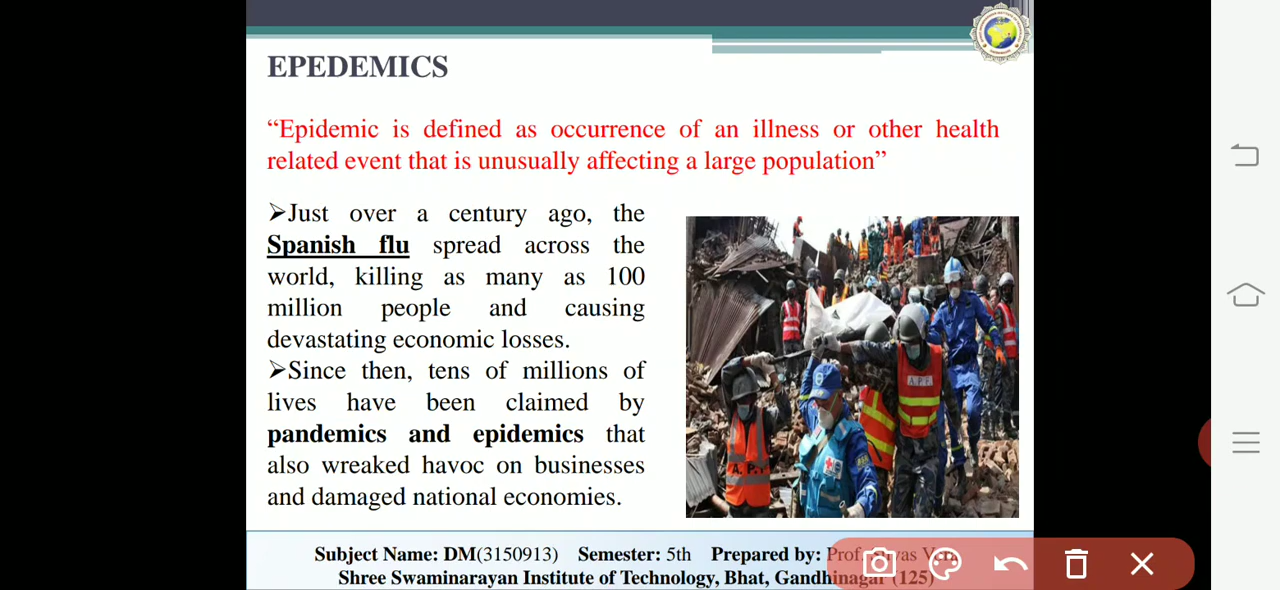 EPEDEMICS
“Epidemic is defined as occurrence of an illness or other health
related event that is unusually affecting a large population”
➢Just over a century ago, the
Spanish flu spread across the
world, killing as many as 100
million people and causing
devastating economic losses.
➢Since then, tens of millions of
lives have been claimed by
pandemics and epidemics that
also wreaked havoc on businesses
and damaged national economies.
A.P.F
Subject Name: DM(3150913) Semester: 5th Prepared by: Prof.
Shree Swaminarayan Institute of Technology, Bhat, Gandhinagar (125)